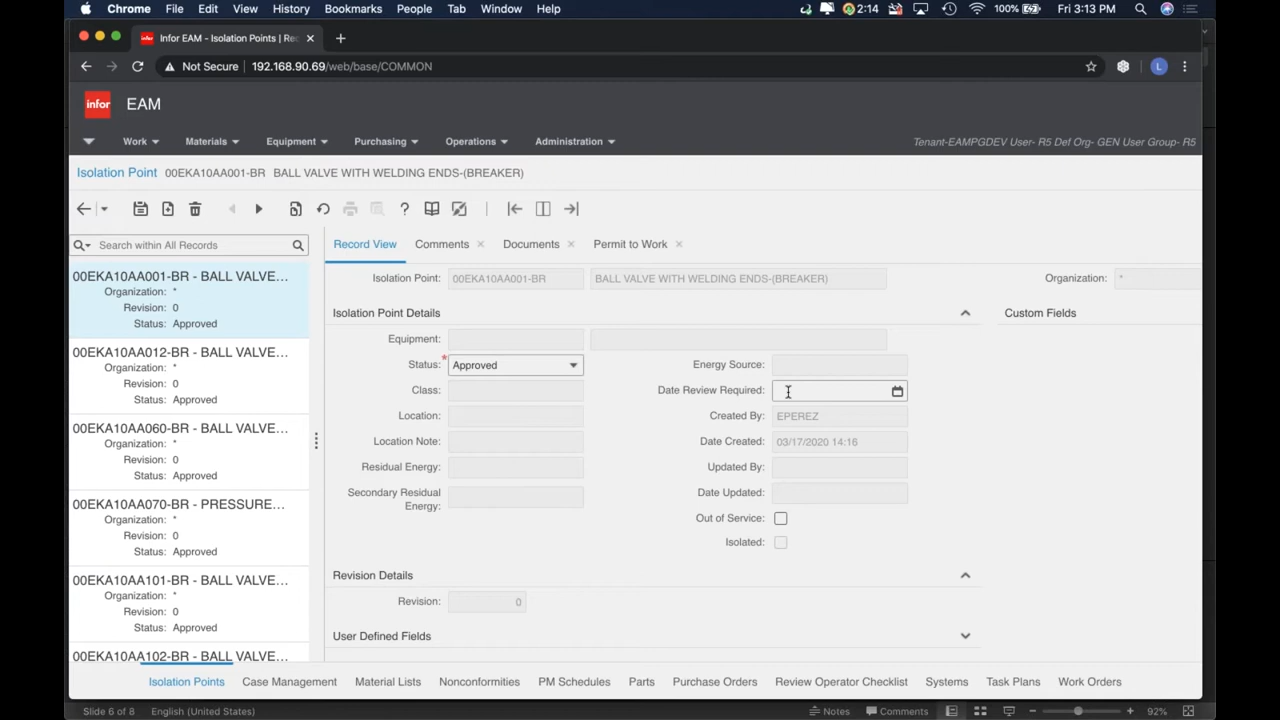 Chrome File Edit View History Bookmarks People Tab Window Help 2:14 100% Fri 3:13 PM
infor Infor EAM - Isolation Points | Rec
Not Secure 192.168.90.69/web/base/COMMON L
infor EAM
Work Materials Equipment Purchasing Operations Administration Tenant-EAMPGDEV User- R5 Def Org- GEN User Group- R5
Isolation Point 00EKA10AA001-BR BALL VALVE WITH WELDING ENDS-(BREAKER)
Search within All Records
00EKA10AA001-BR - BALL VALVE...
Organization: *
Revision: 0
Status: Approved
00EKA10AA012-BR - BALL VALVE...
Organization: *
Revision: 0
Status: Approved
00EKA10AA060-BR - BALL VALVE...
Organization: *
Revision: 0
Status: Approved
00EKA10AA070-BR - PRESSURE...
Organization: *
Revision: 0
Status: Approved
00EKA10AA101-BR - BALL VALVE...
Organization: *
Revision: 0
Status: Approved
00EKA10AA102-BR - BALL VALVE...
Record View Comments Documents Permit to Work
Isolation Point: 00EKA10AA001-BR BALL VALVE WITH WELDING ENDS-(BREAKER) Organization: *
Isolation Point Details Custom Fields
Equipment:
Status: * Approved Energy Source:
Class: Date Review Required:
Location: Created By: EPEREZ
Location Note: Date Created: 03/17/2020 14:16
Residual Energy: Updated By:
Secondary Residual Date Updated:
Energy:
Out of Service:
Isolated:
Revision Details
Revision: 0
User Defined Fields
Isolation Points Case Management Material Lists Nonconformities PM Schedules Parts Purchase Orders Review Operator Checklist Systems Task Plans Work Orders
Slide 6 of 8 English (United States) Notes Comments 92%